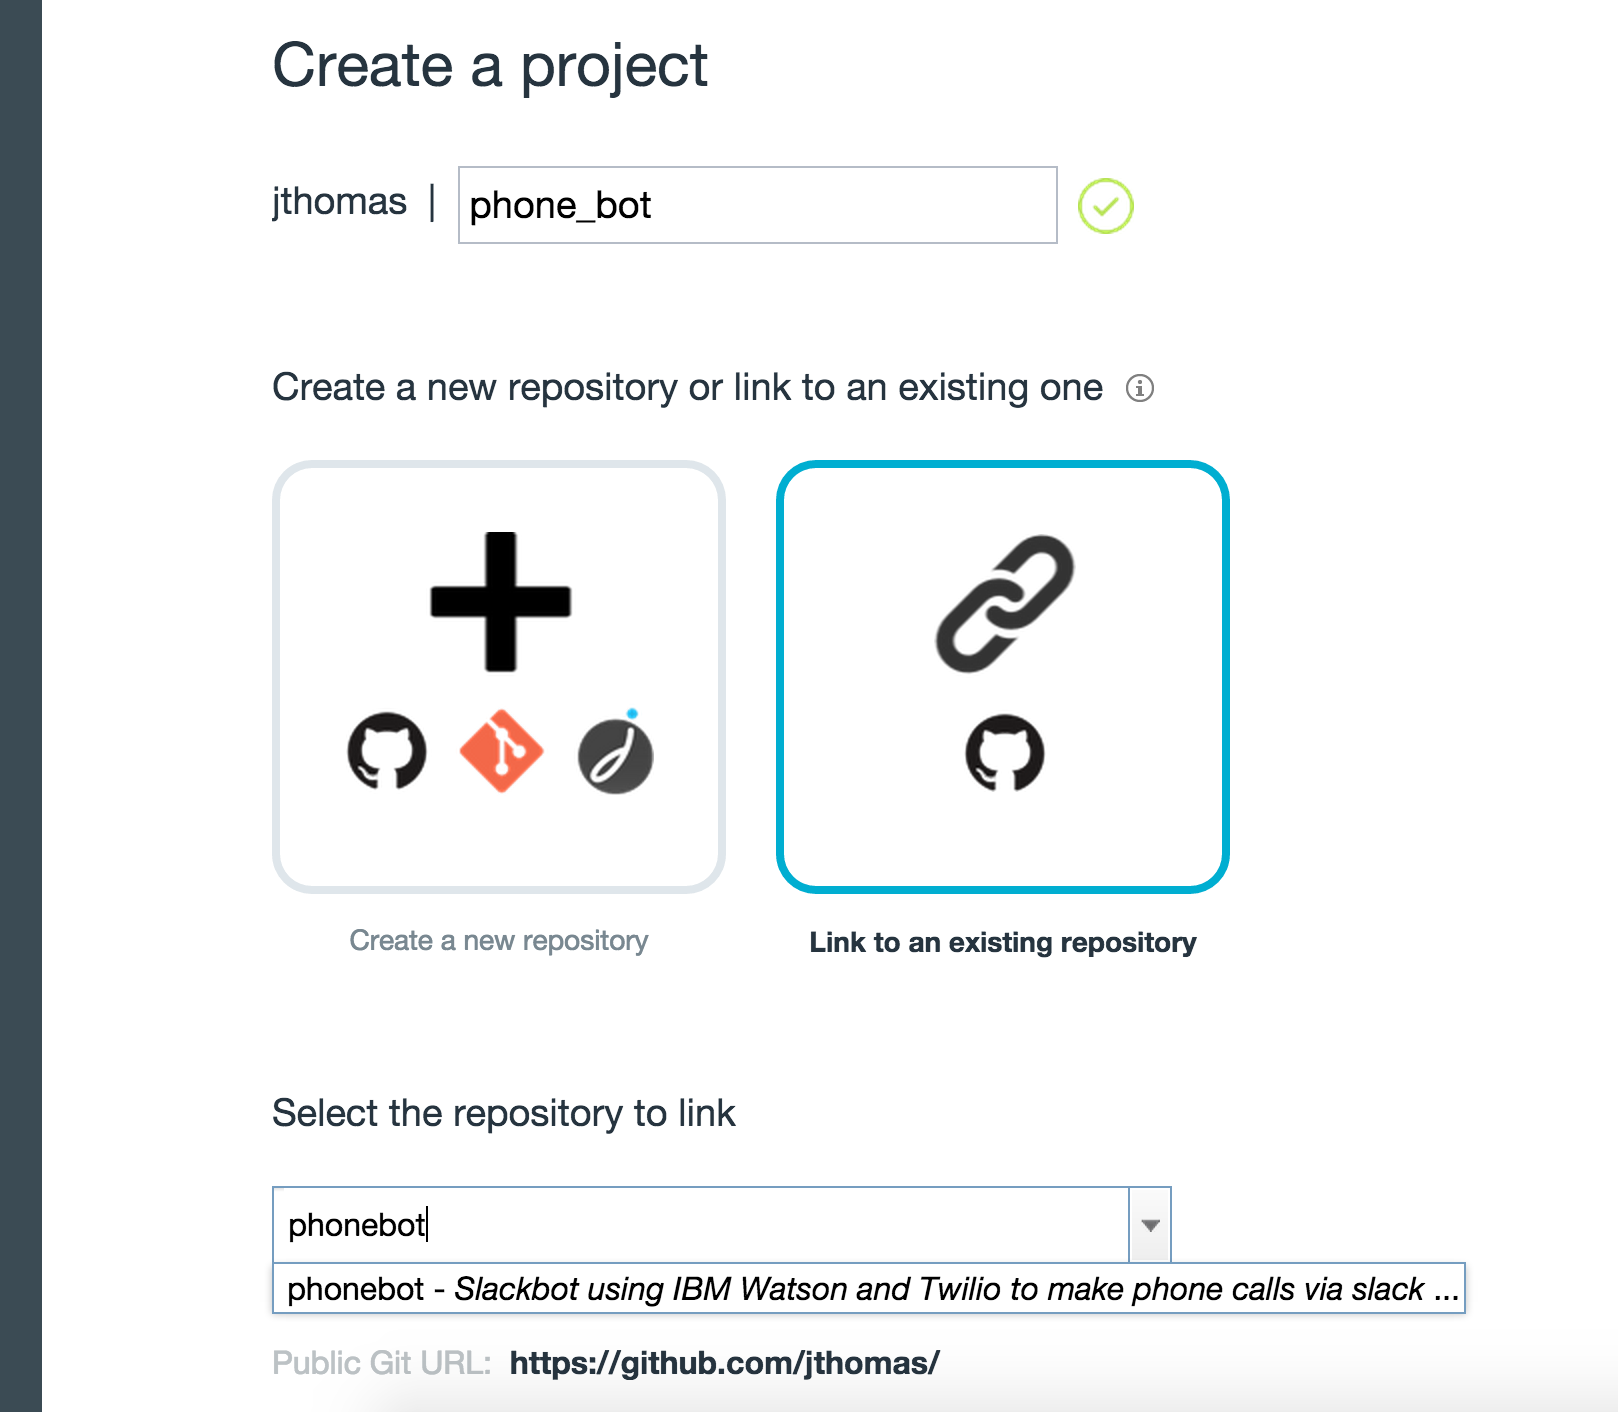 Create a project
jthomas | phone_bot
Create a new repository or link to an existing one
Create a new repository
Link to an existing repository
Select the repository to link
phonebot
phonebot - Slackbot using IBM Watson and Twilio to make phone calls via slack ...
Public Git URL: https://github.com/jthomas/